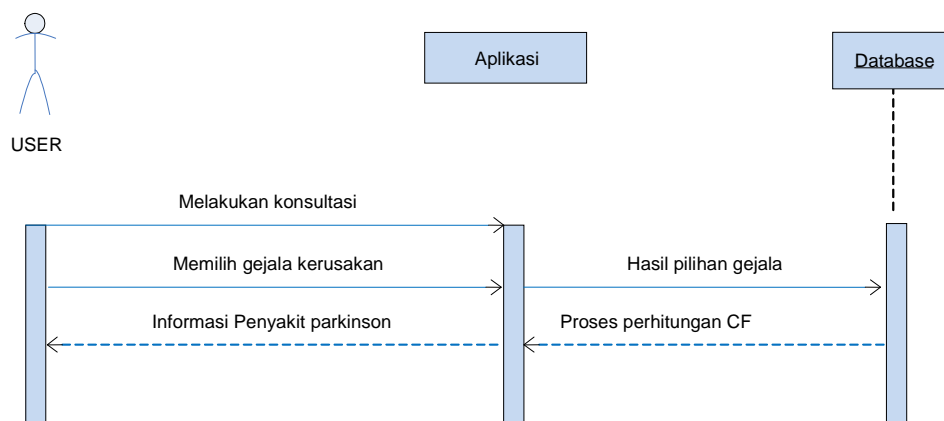 Aplikasi
Database
USER
Melakukan konsultasi
Memilih gejala kerusakan
Hasil pilihan gejala
Informasi Penyakit parkinson
Proses perhitungan CF